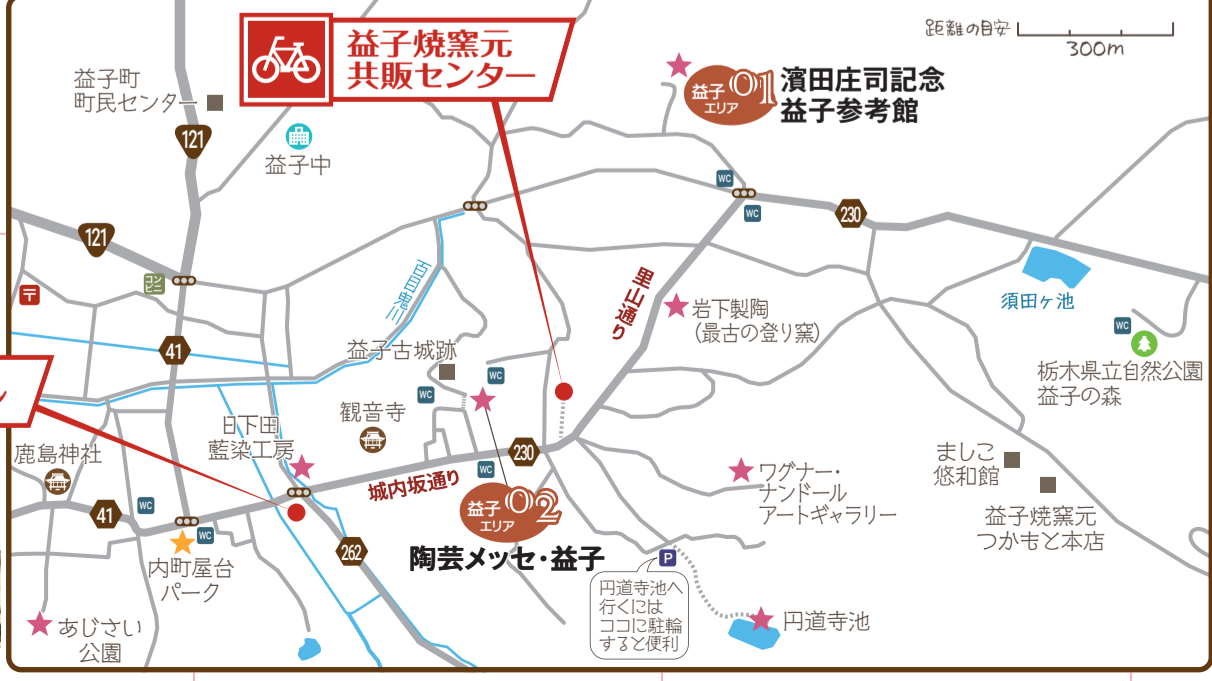 益子焼窯元
共販センター
距離の目安
300m
益子町
町民センター
121
益子中
益子
エリア
01
濱田庄司記念
益子参考館
WC
WC
230
121
コン
ビニ
〒
百目鬼川
里山通り
岩下製陶
(最古の登り窯)
須田ヶ池
WC
栃木県立自然公園
益子の森
41
益子古城跡
WC
WC
観音寺
日下田
藍染工房
鹿島神社
230
城内坂通り
WC
ワグナー・
ナンドール
アートギャラリー
ましこ
悠和館
益子焼窯元
つかもと本店
41
WC
WC
益子
エリア
02
陶芸メッセ・益子
262
内町屋台
パーク
P
円道寺池へ
行くには
ココに駐輪
すると便利
円道寺池
あじさい
公園